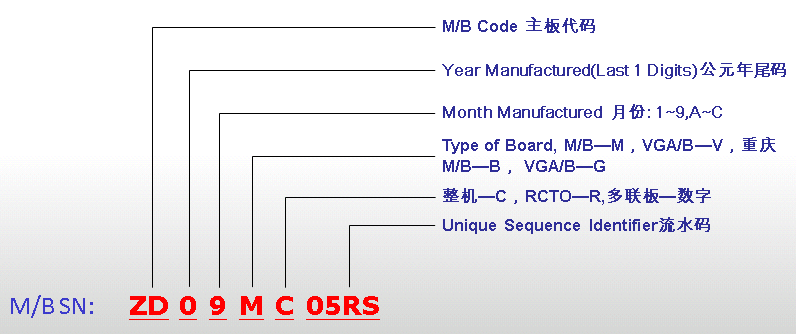 M/B Code 主板代码
Year Manufactured(Last 1 Digits)公元年尾码
Month Manufactured 月份: 1~9,A~C
Type of Board, M/B—M，VGA/B—V，重庆
M/B—B， VGA/B—G
整机—C，RCTO—R,多联板—数字
Unique Sequence Identifier流水码
M/B SN: ZD 0 9 M C 05RS